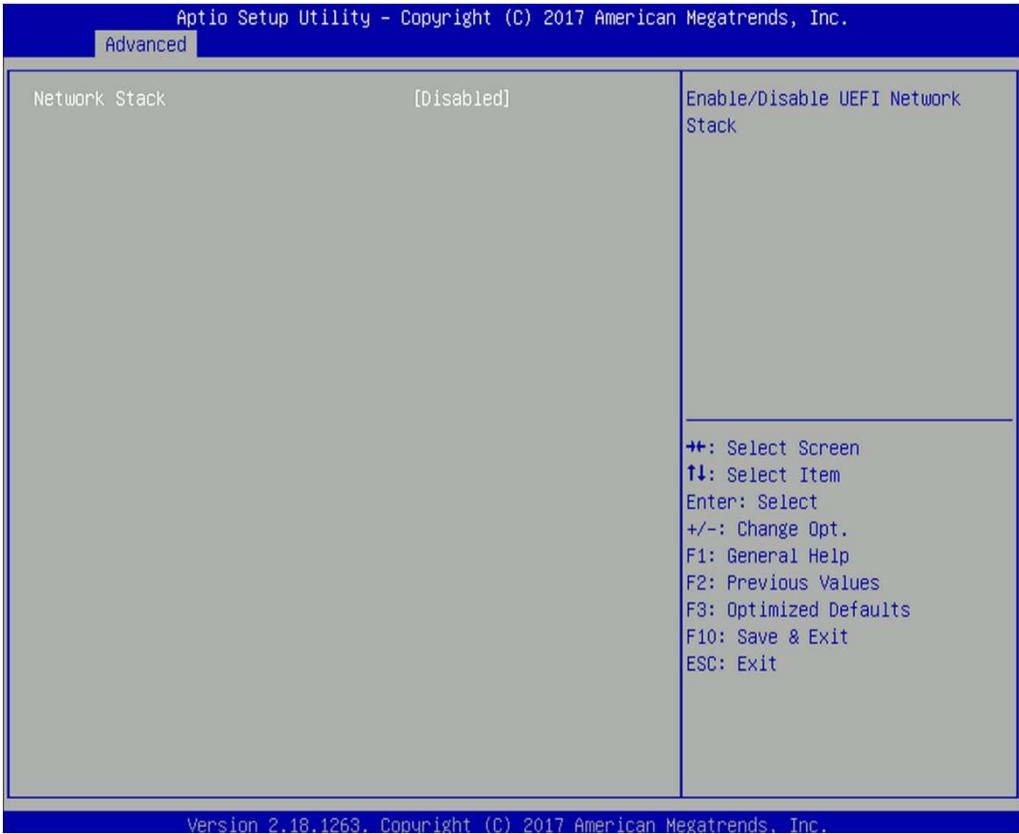 Aptio Setup Utility – Copyright (C) 2017 American Megatrends, Inc.
Advanced
Network Stack [Disabled]
Enable/Disable UEFI Network
Stack
→←: Select Screen
↑↓: Select Item
Enter: Select
+/-: Change Opt.
F1: General Help
F2: Previous Values
F3: Optimized Defaults
F10: Save & Exit
ESC: Exit
Version 2.18.1263. Copyright (C) 2017 American Megatrends, Inc.